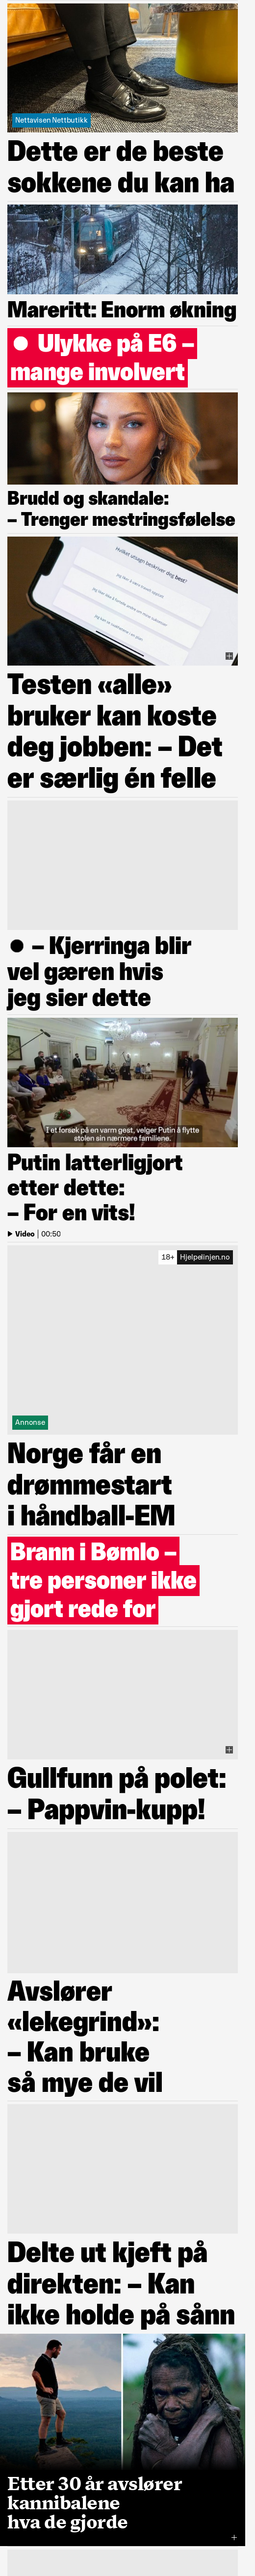 Nettavisen Nettbutikk
Dette er de beste
sokkene du kan ha
Mareritt: Enorm økning
Ulykke på E6 –
mange involvert
Brudd og skandale:
– Trenger mestringsfølelse
Hvilket utsagn beskriver deg best?
Testen «alle»
bruker kan koste
deg jobben: – Det
er særlig én felle
– Kjerringa blir
vel gæren hvis
jeg sier dette
I et forsøk på en varm gest, velger Putin å flytte
stolen sin nærmere familiene.
Putin latterligjort
etter dette:
– For en vits!
Video | 00:50
18+ Hjelpelinjen.no
Annonse
Norge får en
drømmestart
i håndball-EM
Brann i Bømlo –
tre personer ikke
gjort rede for
Gullfunn på polet:
– Pappvin-kupp!
Avslører
«lekegrind»:
– Kan bruke
så mye de vil
Delte ut kjeft på
direkten: – Kan
ikke holde på sånn
Etter 30 år avslører
kannibalene
hva de gjorde